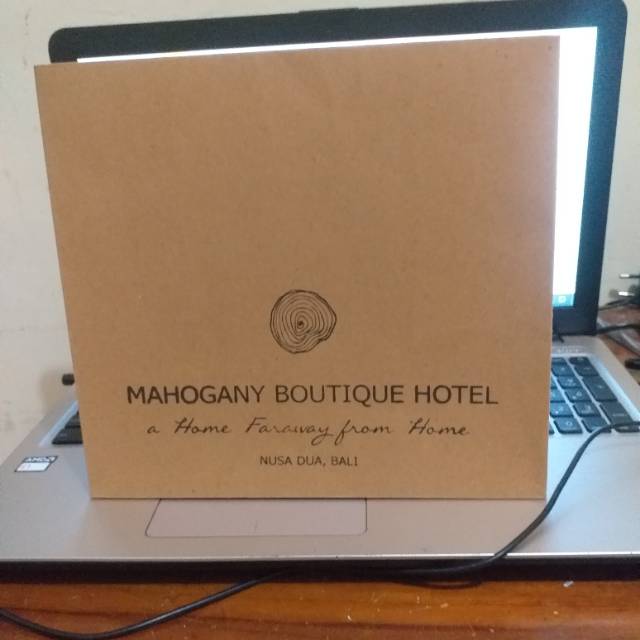 MAHOGANY BOUTIQUE HOTEL
a Home Faraway from Home
NUSA DUA, BALI